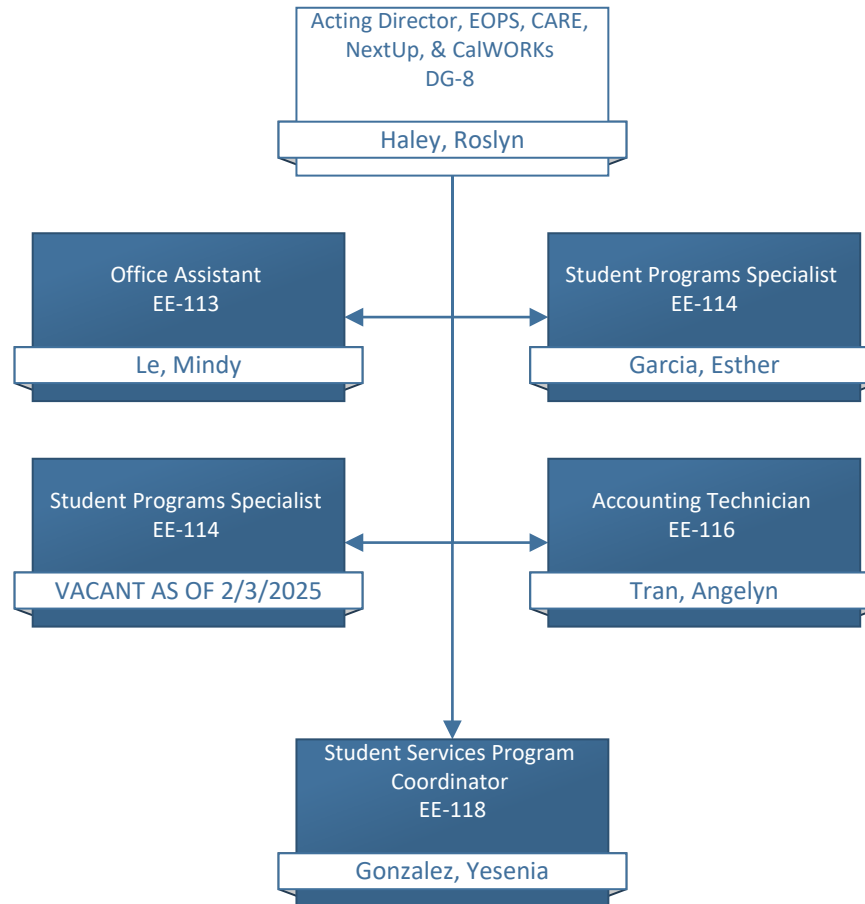 Acting Director, EOPS, CARE,
NextUp, & CalWORKs
DG-8
Haley, Roslyn
Office Assistant
EE-113
Le, Mindy
Student Programs Specialist
EE-114
Garcia, Esther
Student Programs Specialist
EE-114
VACANT AS OF 2/3/2025
Accounting Technician
EE-116
Tran, Angelyn
Student Services Program
Coordinator
EE-118
Gonzalez, Yesenia